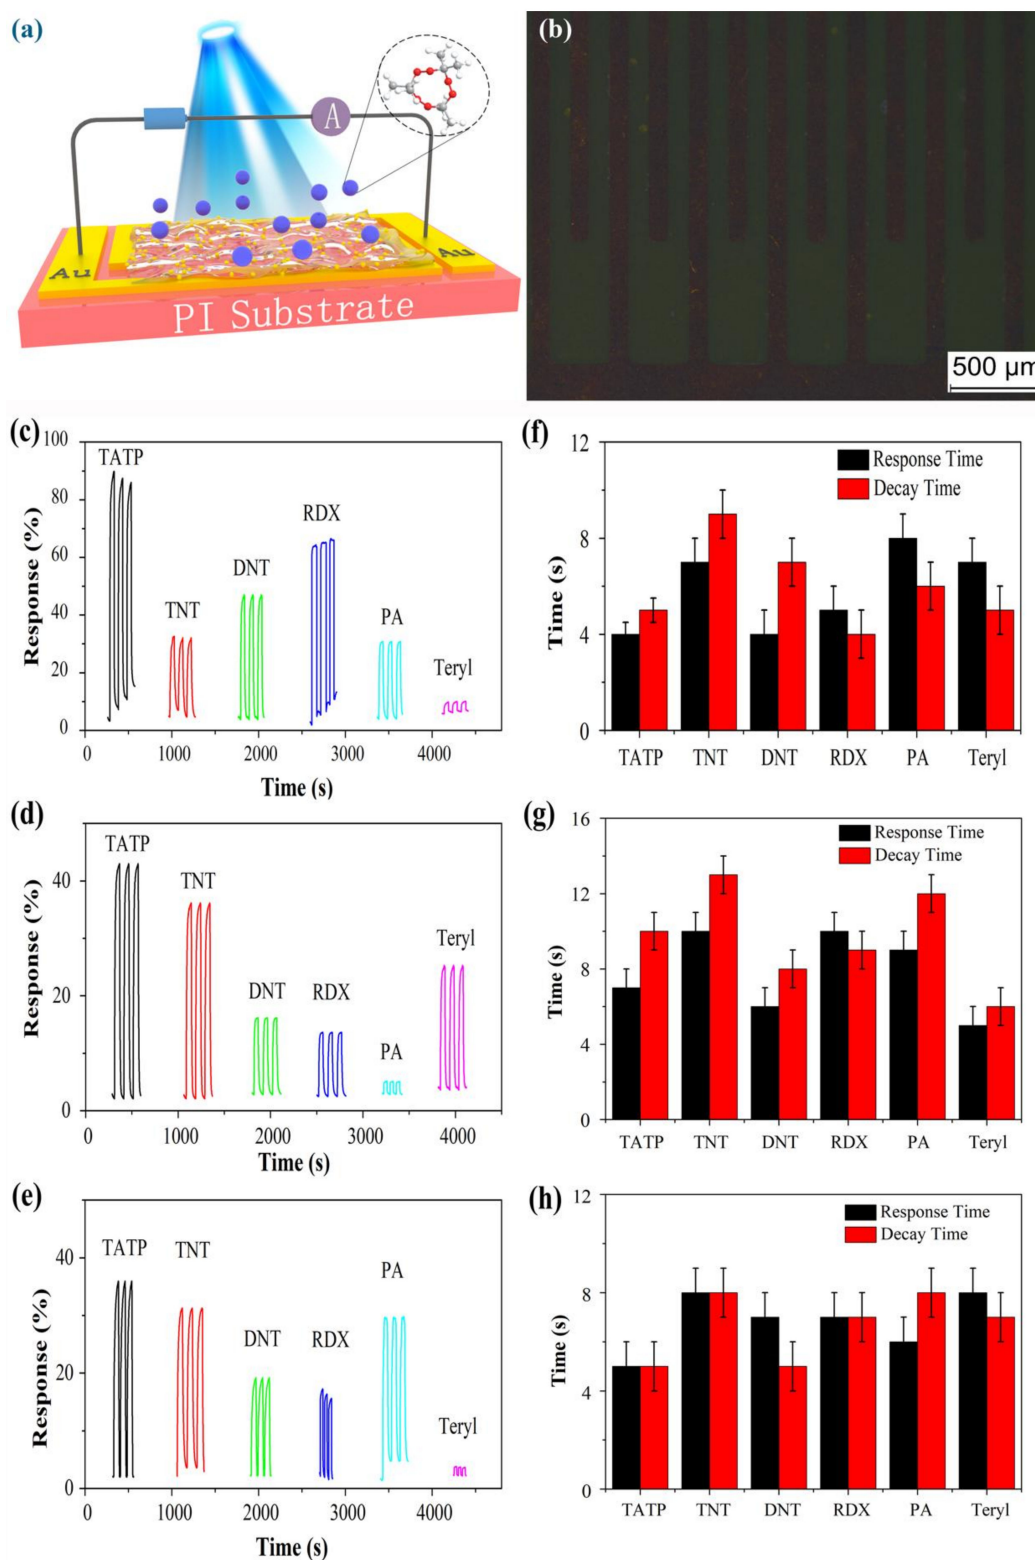 (a)
A
Au
Au
PI Substrate
(b)
500 µm
(c)
100
80
60
40
20
0
Response (%)
TATP
TNT
DNT
RDX
PA
Teryl
0 1000 2000 3000 4000
Time (s)
(f)
12
8
4
0
Time (s)
Response Time
Decay Time
TATP TNT DNT RDX PA Teryl
(d)
40
20
0
Response (%)
TATP
TNT
DNT
RDX
PA
Teryl
0 1000 2000 3000 4000
Time (s)
(g)
16
12
8
4
0
Time (s)
Response Time
Decay Time
TATP TNT DNT RDX PA Teryl
(e)
40
20
0
Response (%)
TATP
TNT
DNT
RDX
PA
Teryl
0 1000 2000 3000 4000
Time (s)
(h)
12
8
4
0
Time (s)
Response Time
Decay Time
TATP TNT DNT RDX PA Teryl